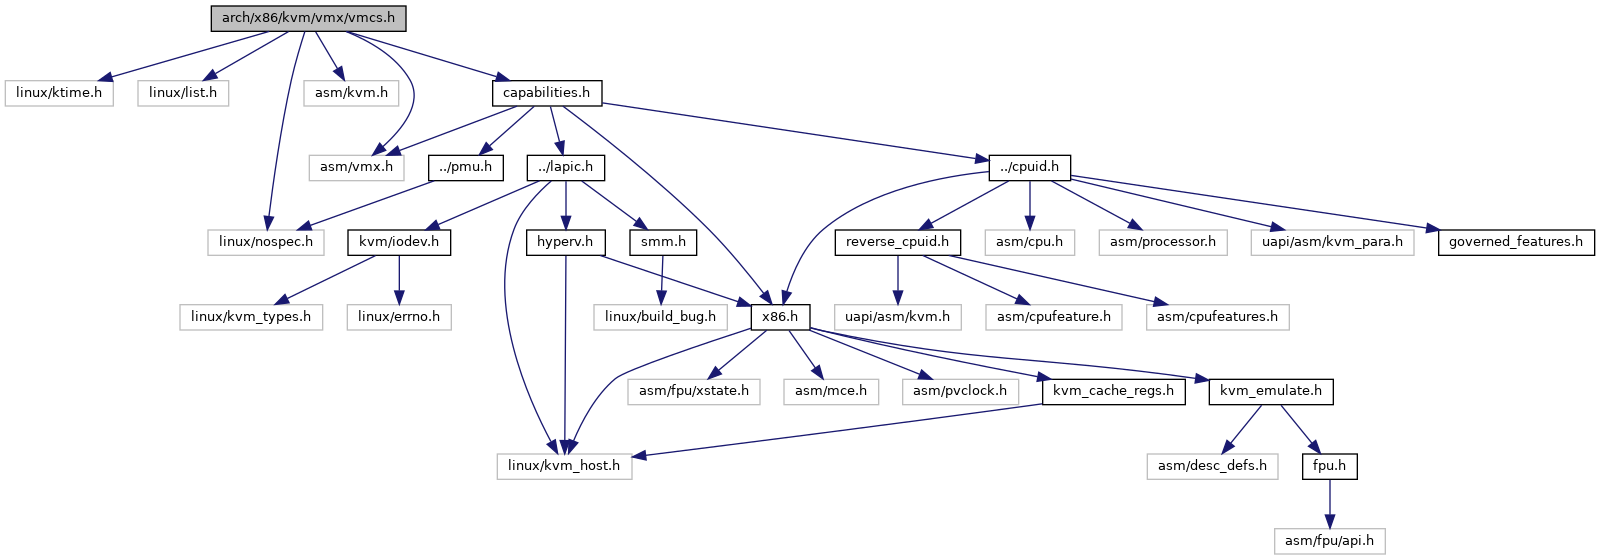 arch/x86/kvm/vmx/vmcs.h
linux/ktime.h
linux/list.h
asm/kvm.h
capabilities.h
asm/vmx.h
../pmu.h
../lapic.h
../cpuid.h
linux/nospec.h
kvm/iodev.h
hyperv.h
smm.h
reverse_cpuid.h
asm/cpu.h
asm/processor.h
uapi/asm/kvm_para.h
governed_features.h
linux/kvm_types.h
linux/errno.h
linux/build_bug.h
x86.h
uapi/asm/kvm.h
asm/cpufeature.h
asm/cpufeatures.h
asm/fpu/xstate.h
asm/mce.h
asm/pvclock.h
kvm_cache_regs.h
kvm_emulate.h
linux/kvm_host.h
asm/desc_defs.h
fpu.h
asm/fpu/api.h